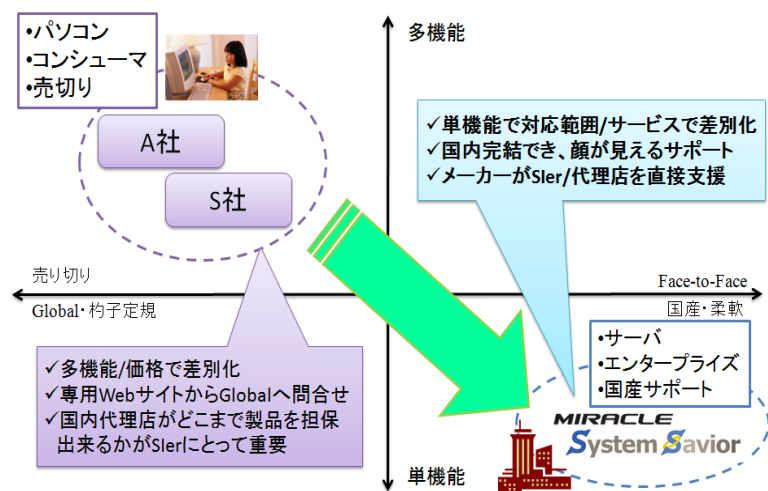 •パソコン
•コンシューマ
•売切り
多機能
A社
S社
✓単機能で対応範囲/サービスで差別化
✓国内完結でき、顔が見えるサポート
✓メーカーがSIer/代理店を直接支援
売り切り
Global・杓子定規
Face-to-Face
国産・柔軟
✓多機能/価格で差別化
✓専用WebサイトからGlobalへ問合せ
✓国内代理店がどこまで製品を担保
出来るかがSIerにとって重要
•サーバ
•エンタープライズ
•国産サポート
MIRACLE
System Savior
単機能